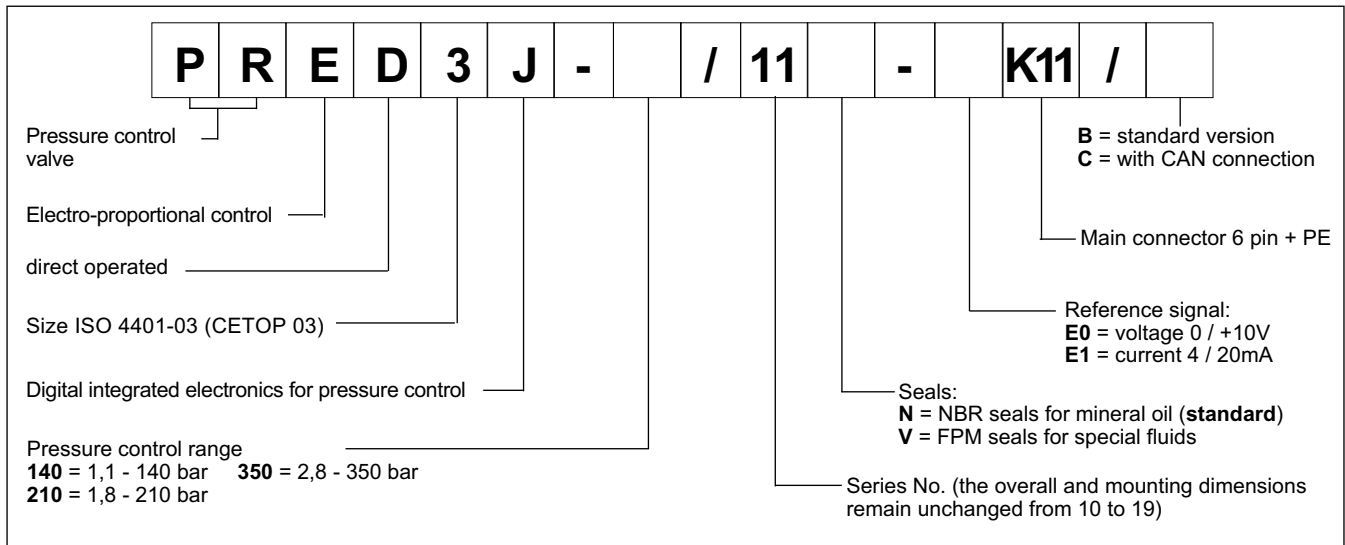 P R E D 3 J - / 11 - K11 /
Pressure control
valve
Electro-proportional control
direct operated
Size ISO 4401-03 (CETOP 03)
Digital integrated electronics for pressure control
Pressure control range
140 = 1,1 - 140 bar 350 = 2,8 - 350 bar
210 = 1,8 - 210 bar
B = standard version
C = with CAN connection
Main connector 6 pin + PE
Reference signal:
E0 = voltage 0 / +10V
E1 = current 4 / 20mA
Seals:
N = NBR seals for mineral oil (standard)
V = FPM seals for special fluids
Series No. (the overall and mounting dimensions
remain unchanged from 10 to 19)